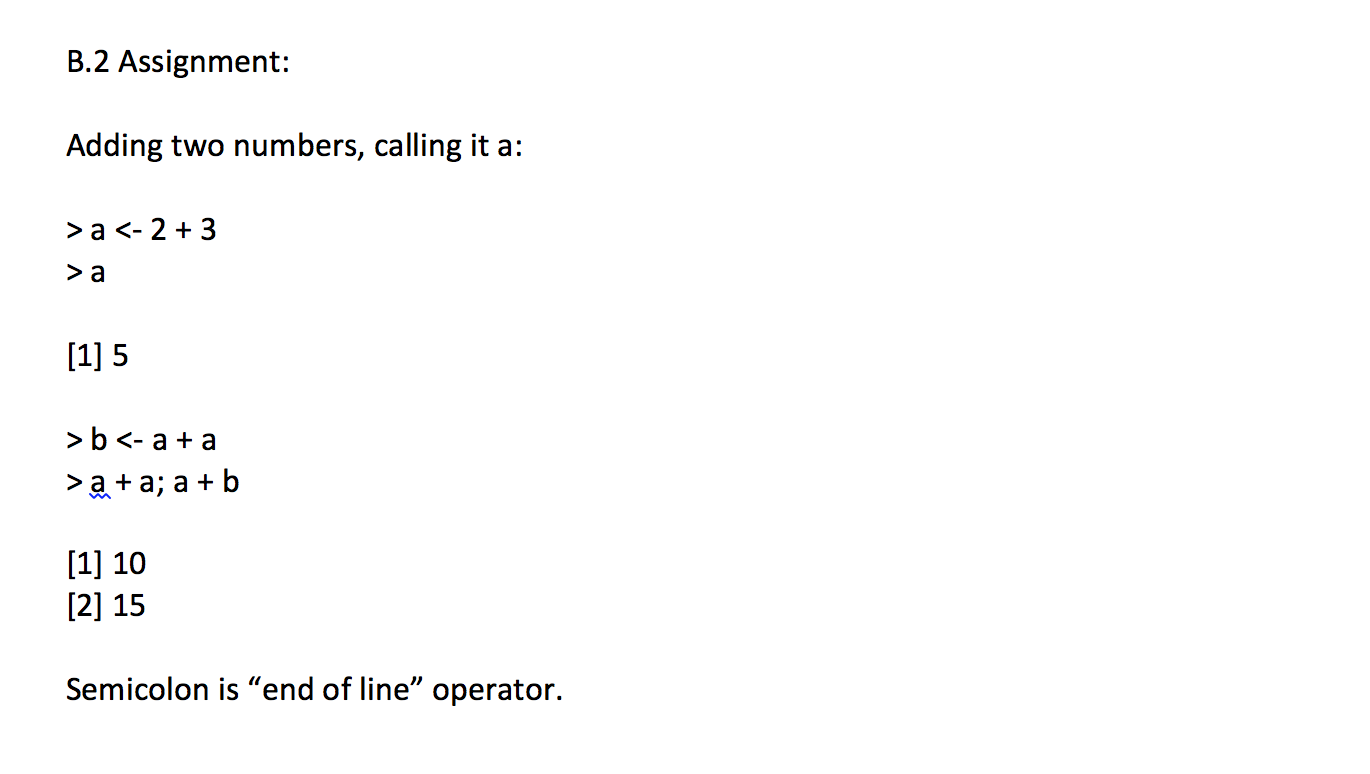 B.2 Assignment:
Adding two numbers, calling it a:
> a <- 2 + 3
> a
[1] 5
> b <- a + a
> a + a; a + b
[1] 10
[2] 15
Semicolon is “end of line” operator.